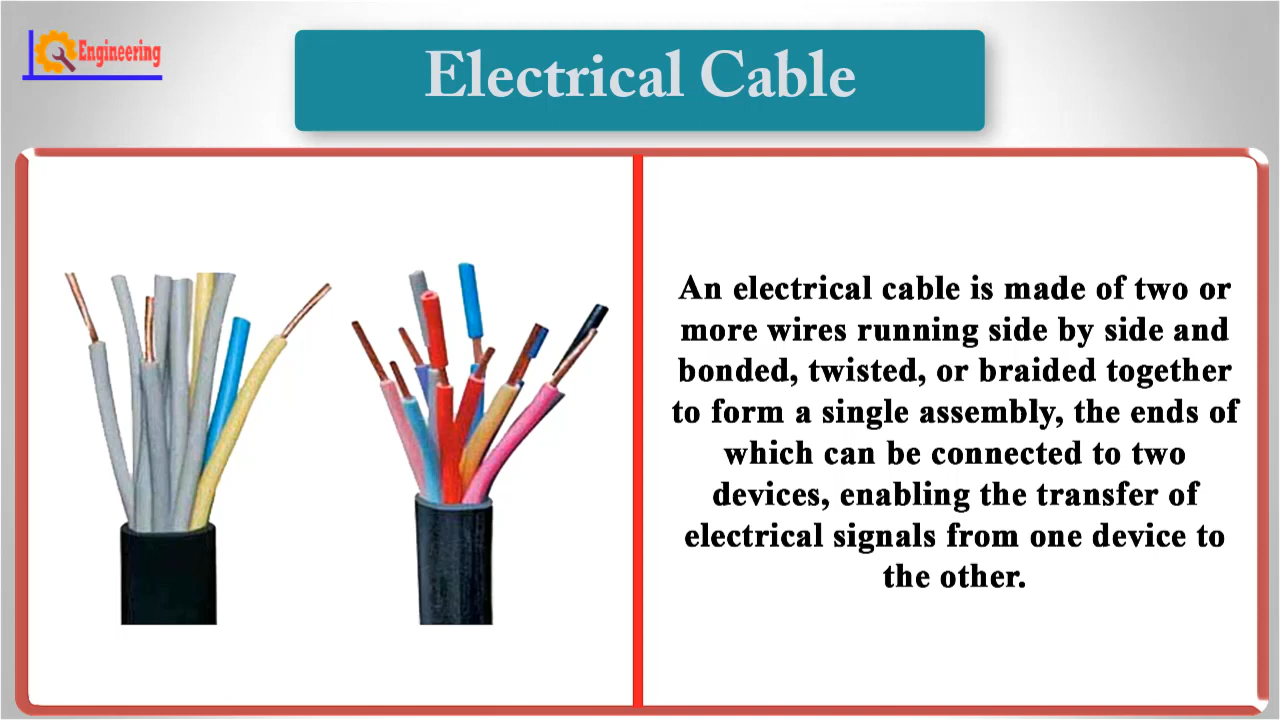 Engineering
Electrical Cable
An electrical cable is made of two or
more wires running side by side and
bonded, twisted, or braided together
to form a single assembly, the ends of
which can be connected to two
devices, enabling the transfer of
electrical signals from one device to
the other.